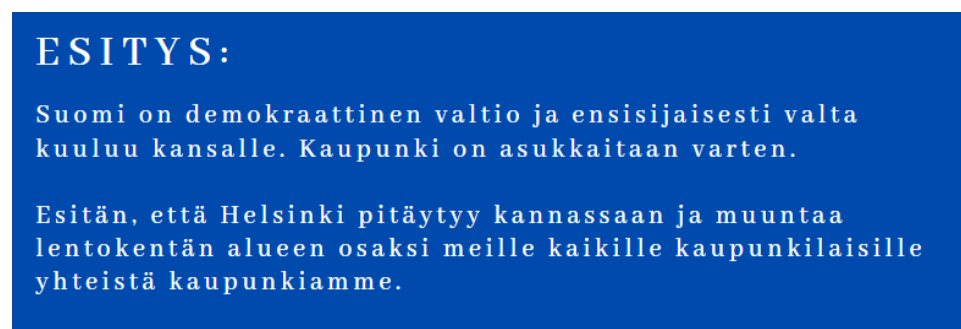 ESITYS:
Suomi on demokraattinen valtio ja ensisijaisesti valta
kuuluu kansalle. Kaupunki on asukkaitaan varten.
Esitän, että Helsinki pitäytyy kannassaan ja muuntaa
lentokentän alueen osaksi meille kaikille kaupunkilaisille
yhteistä kaupunkiamme.